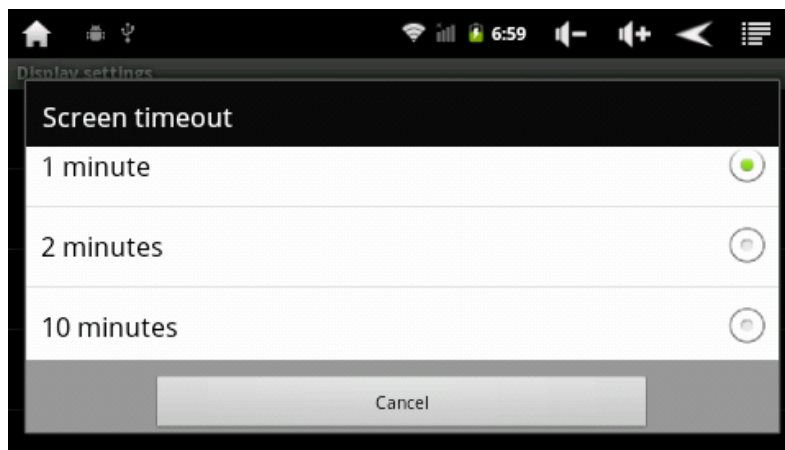 6:59
Display settings
Screen timeout
1 minute
2 minutes
10 minutes
Cancel